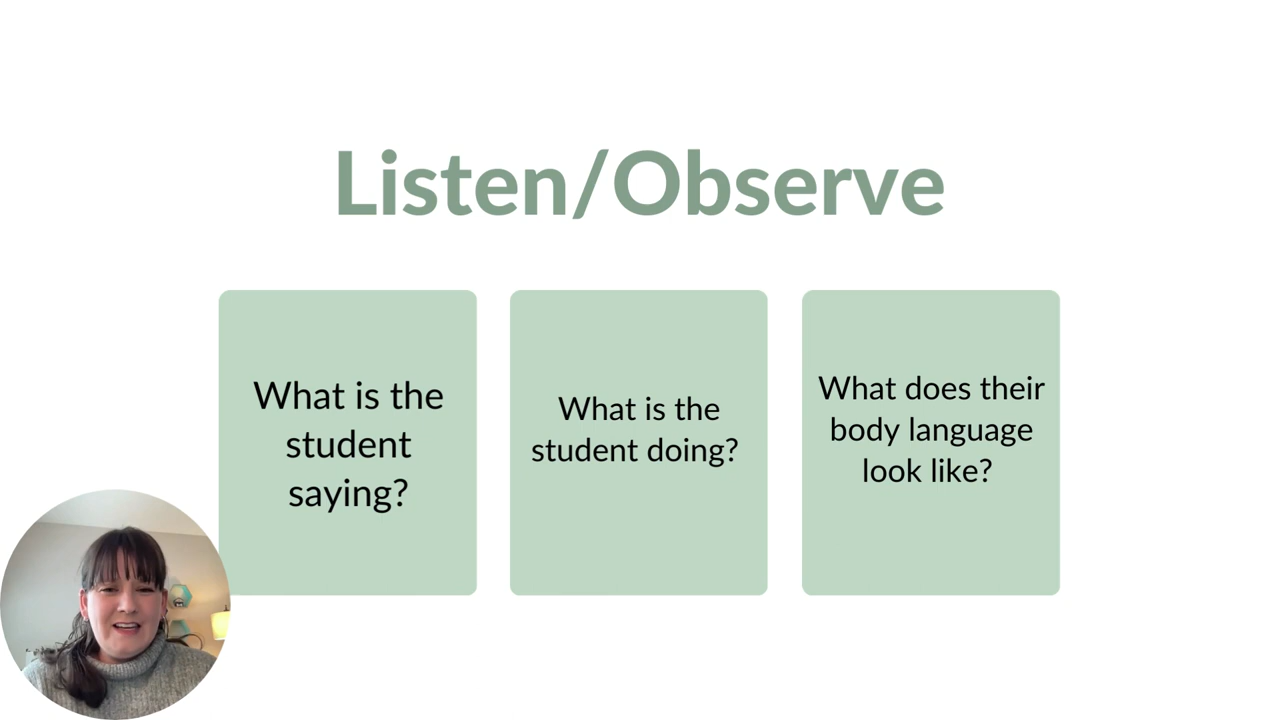 Listen/Observe
What is the
student
saying?
What is the
student doing?
What does their
body language
look like?